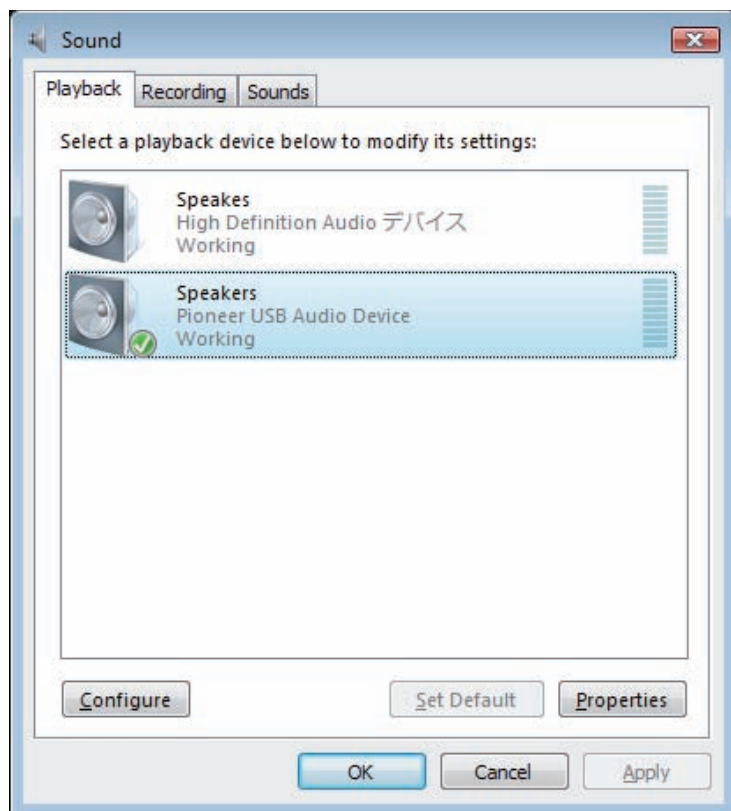 Sound
Playback Recording Sounds
Select a playback device below to modify its settings:
Speakes
High Definition Audio デバイス
Working
Speakers
Pioneer USB Audio Device
Working
Configure Set Default Properties
OK Cancel Apply